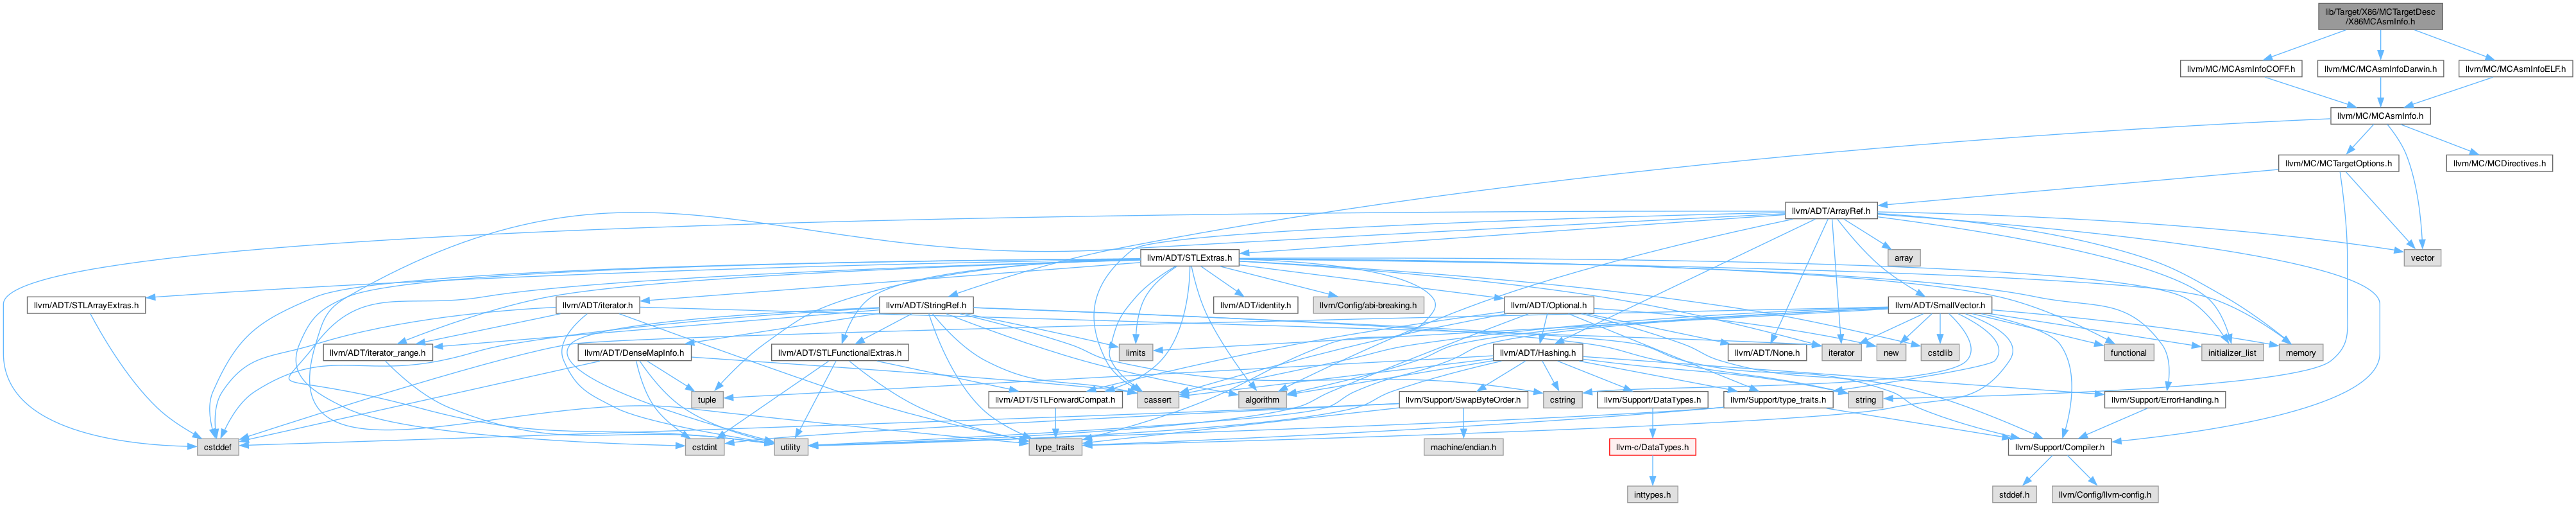 lib/Target/X86/MCTargetDesc
/X86MCAsmInfo.h
llvm/MC/MCAsmInfoCOFF.h
llvm/MC/MCAsmInfoDarwin.h
llvm/MC/MCAsmInfoELF.h
llvm/MC/MCAsmInfo.h
llvm/MC/MCTargetOptions.h
llvm/MC/MCDirectives.h
llvm/ADT/ArrayRef.h
llvm/ADT/STLExtras.h
array
vector
llvm/ADT/STLArrayExtras.h
llvm/ADT/iterator.h
llvm/ADT/StringRef.h
llvm/ADT/identity.h
llvm/Config/abi-breaking.h
llvm/ADT/Optional.h
llvm/ADT/SmallVector.h
llvm/ADT/iterator_range.h
llvm/ADT/DenseMapInfo.h
llvm/ADT/STLFunctionalExtras.h
limits
llvm/ADT/Hashing.h
llvm/ADT/None.h
iterator
new
cstdlib
functional
initializer_list
memory
tuple
llvm/ADT/STLForwardCompat.h
cassert
algorithm
llvm/Support/SwapByteOrder.h
cstring
llvm/Support/DataTypes.h
llvm/Support/type_traits.h
string
llvm/Support/ErrorHandling.h
cstddef
cstdint
utility
type_traits
machine/endian.h
llvm-c/DataTypes.h
llvm/Support/Compiler.h
inttypes.h
stddef.h
llvm/Config/llvm-config.h